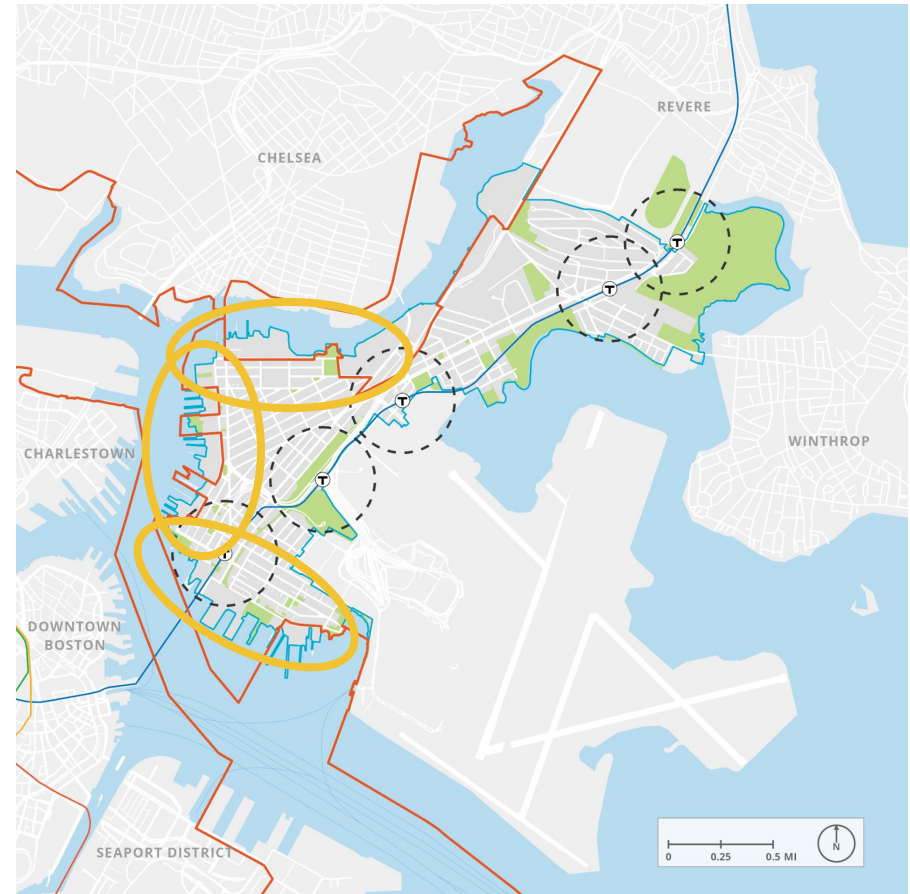 REVERE
CHELSEA
T
T
T
WINTHROP
CHARLESTOWN
T
T
DOWNTOWN
BOSTON
SEAPORT DISTRICT
N
0 0.25 0.5 MI